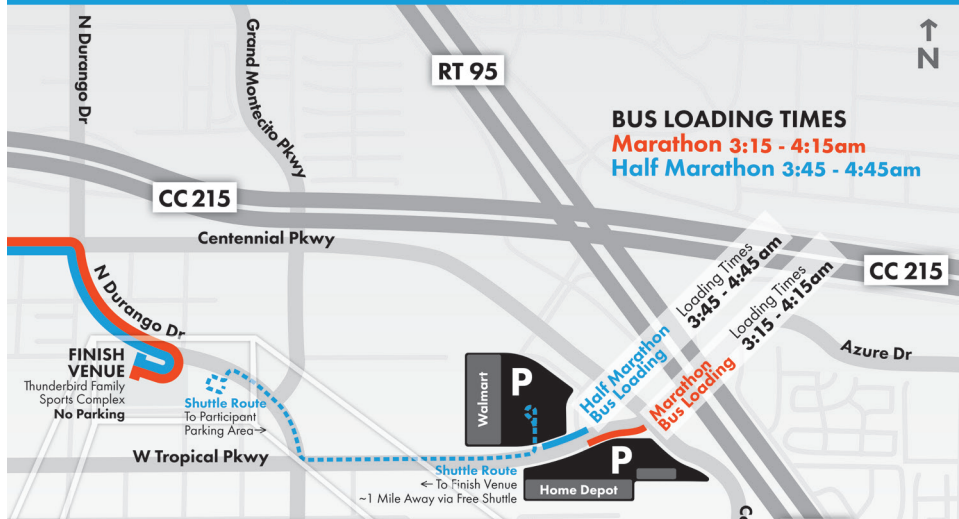 N Durango Dr
Grand Montecito Pkwy
RT 95
N
BUS LOADING TIMES
Marathon 3:15 - 4:15am
Half Marathon 3:45 - 4:45am
CC 215
Centennial Pkwy
CC 215
Loading Times
3:45 - 4:45am
Loading Times
3:15 - 4:15am
N Durango Dr
Azure Dr
FINISH
VENUE
Thunderbird Family
Sports Complex
No Parking
Shuttle Route
To Participant
Parking Area→
Walmart
P
Half Marathon
Bus Loading
Marathon
Bus Loading
W Tropical Pkwy
Shuttle Route
← To Finish Venue
~1 Mile Away via Free Shuttle
P
Home Depot